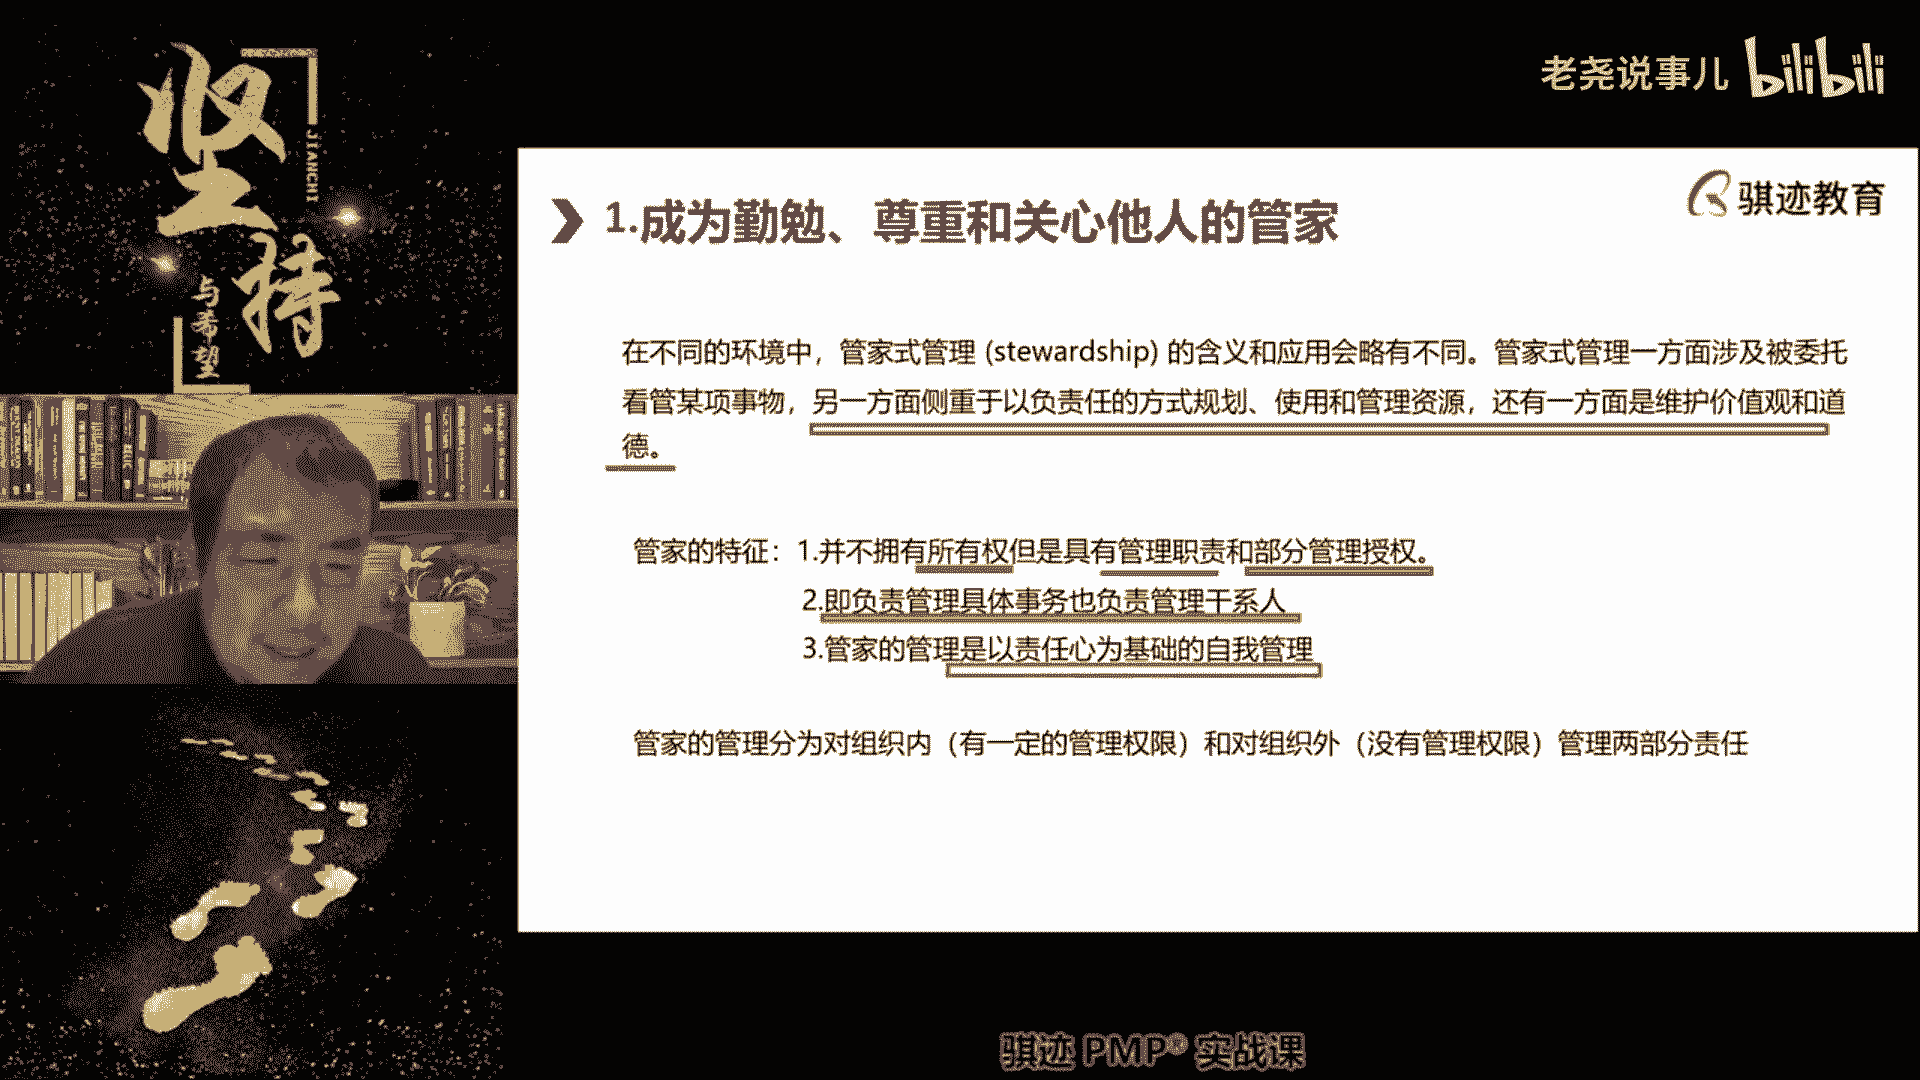 坚持
JIANCHI
与希望
老尧说事儿 bilibili
骐迹教育
1.成为勤勉、尊重和关心他人的管家
在不同的环境中，管家式管理 (stewardship) 的含义和应用会略有不同。管家式管理一方面涉及被委托
看管某项事物，另一方面侧重于以负责任的方式规划、使用和管理资源，还有一方面是维护价值观和道
德。
管家的特征：1.并不拥有所有权但是具有管理职责和部分管理授权。
2.即负责管理具体事务也负责管理干系人
3.管家的管理是以责任心为基础的自我管理
管家的管理分为对组织内（有一定的管理权限）和对组织外（没有管理权限）管理两部分责任
骐迹 PMP® 实战课